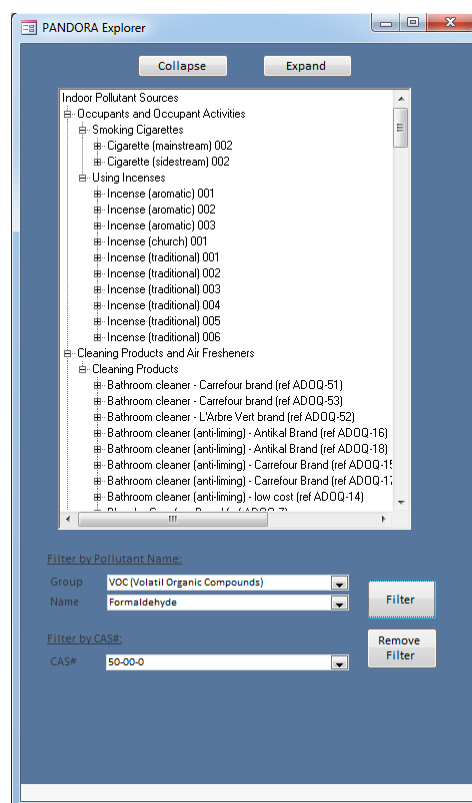 PANDORA Explorer
Collapse Expand
Indoor Pollutant Sources
Occupants and Occupant Activities
Smoking Cigarettes
Cigarette (mainstream) 002
Cigarette (sidestream) 002
Using Incenses
Incense (aromatic) 001
Incense (aromatic) 002
Incense (aromatic) 003
Incense (church) 001
Incense (traditional) 001
Incense (traditional) 002
Incense (traditional) 003
Incense (traditional) 004
Incense (traditional) 005
Incense (traditional) 006
Cleaning Products and Air Fresheners
Cleaning Products
Bathroom cleaner - Carrefour brand (ref ADOQ-51)
Bathroom cleaner - Carrefour brand (ref ADOQ-53)
Bathroom cleaner - L'Arbre Vert brand (ref ADOQ-52)
Bathroom cleaner (anti-liming) - Antikal Brand (ref ADOQ-16)
Bathroom cleaner (anti-liming) - Antikal Brand (ref ADOQ-18)
Bathroom cleaner (anti-liming) - Carrefour Brand (ref ADOQ-15
Bathroom cleaner (anti-liming) - Carrefour Brand (ref ADOQ-17
Bathroom cleaner (anti-liming) - low cost (ref ADOQ-14)
Filter by Pollutant Name:
Group VOC (Volatil Organic Compounds)
Name Formaldehyde
Filter
Filter by CAS#:
CAS# 50-00-0
Remove
Filter